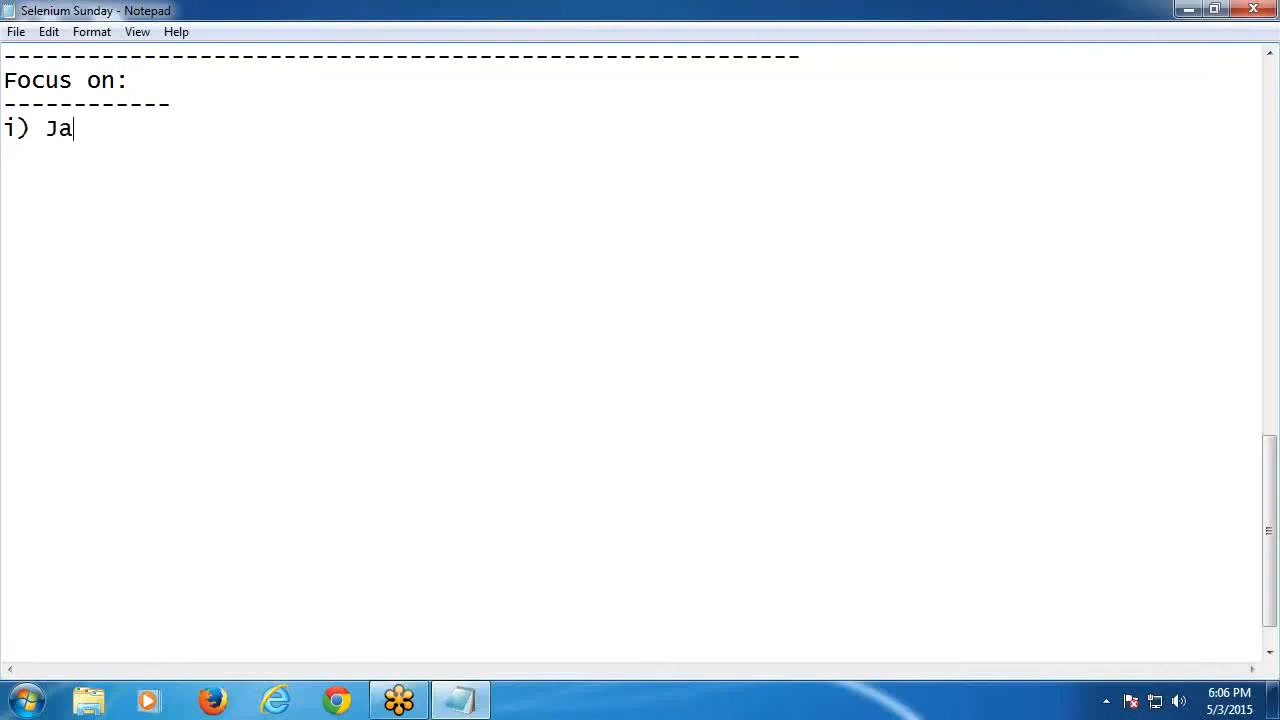 Selenium Sunday - Notepad
File Edit Format View Help
----------------------------------------------------------
Focus on:
------------
i) Ja
6:06 PM
5/3/2015